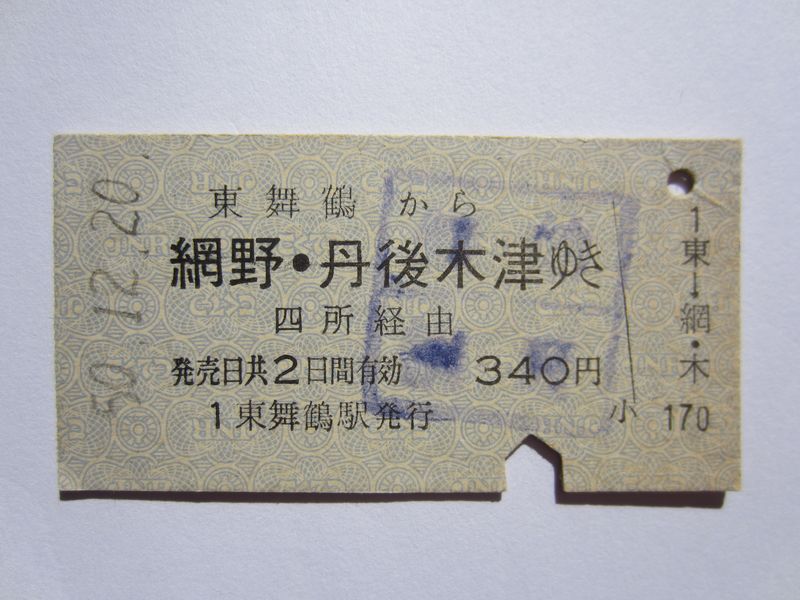 50.12.20.
東舞鶴から
網野・丹後木津ゆき
四所経由
発売日共2日間有効 340円
1東舞鶴駅発行
小
1
東→網・木
170